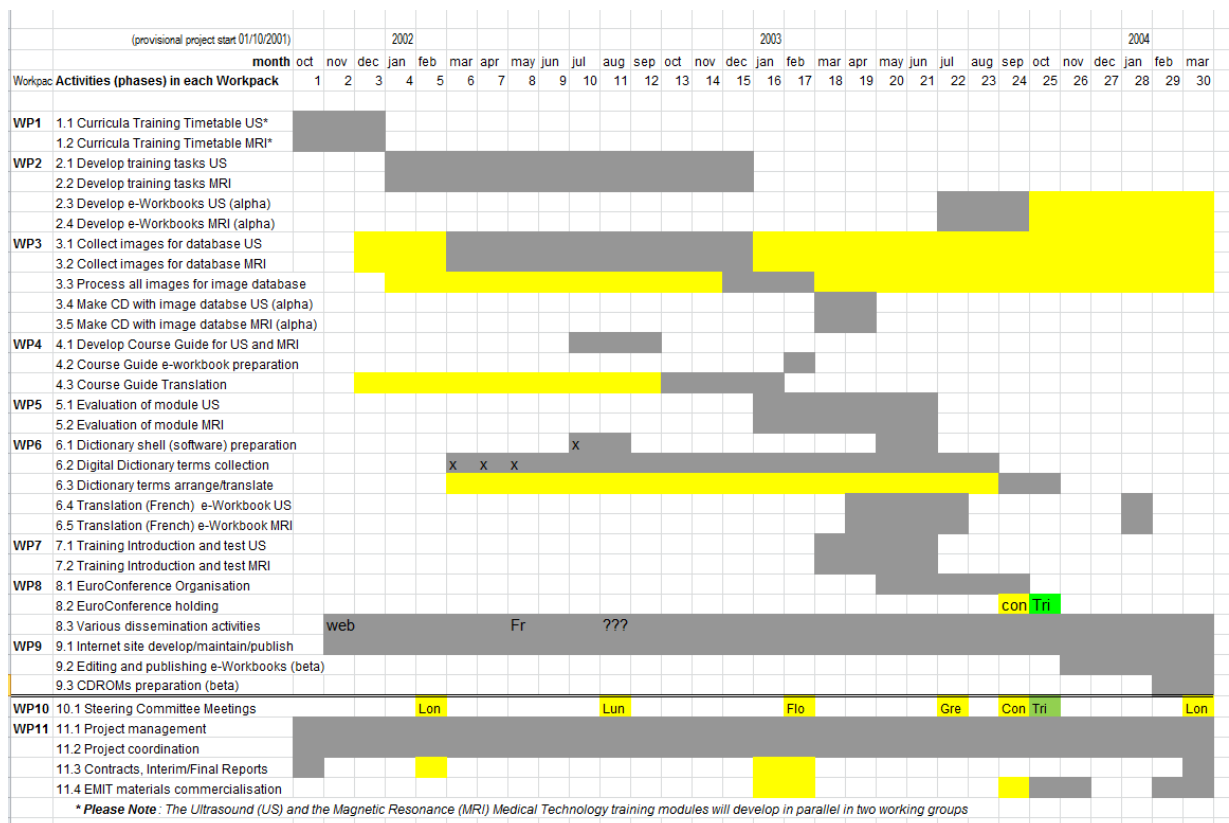 (provisional project start 01/10/2001) 2002 2003 2004
month oct nov dec jan feb mar apr may jun jul aug sep oct nov dec jan feb mar apr may jun jul aug sep oct nov dec jan feb mar
Workpac Activities (phases) in each Workpack 1 2 3 4 5 6 7 8 9 10 11 12 13 14 15 16 17 18 19 20 21 22 23 24 25 26 27 28 29 30
WP1 1.1 Curricula Training Timetable US*
1.2 Curricula Training Timetable MRI*
WP2 2.1 Develop training tasks US
2.2 Develop training tasks MRI
2.3 Develop e-Workbooks US (alpha)
2.4 Develop e-Workbooks MRI (alpha)
WP3 3.1 Collect images for database US
3.2 Collect images for database MRI
3.3 Process all images for image database
3.4 Make CD with image databse US (alpha)
3.5 Make CD with image databse MRI (alpha)
WP4 4.1 Develop Course Guide for US and MRI
4.2 Course Guide e-workbook preparation
4.3 Course Guide Translation
WP5 5.1 Evaluation of module US
5.2 Evaluation of module MRI
WP6 6.1 Dictionary shell (software) preparation x
6.2 Digital Dictionary terms collection x x x
6.3 Dictionary terms arrange/translate
6.4 Translation (French) e-Workbook US
6.5 Translation (French) e-Workbook MRI
WP7 7.1 Training Introduction and test US
7.2 Training Introduction and test MRI
WP8 8.1 EuroConference Organisation
8.2 EuroConference holding con Tri
8.3 Various dissemination activities web Fr ???
WP9 9.1 Internet site develop/maintain/publish
9.2 Editing and publishing e-Workbooks (beta)
9.3 CDROMs preparation (beta)
WP10 10.1 Steering Committee Meetings Lon Lun Flo Gre Con Tri Lon
WP11 11.1 Project management
11.2 Project coordination
11.3 Contracts, Interim/Final Reports
11.4 EMIT materials commercialisation
* Please Note : The Ultrasound (US) and the Magnetic Resonance (MRI) Medical Technology training modules will develop in parallel in two working groups